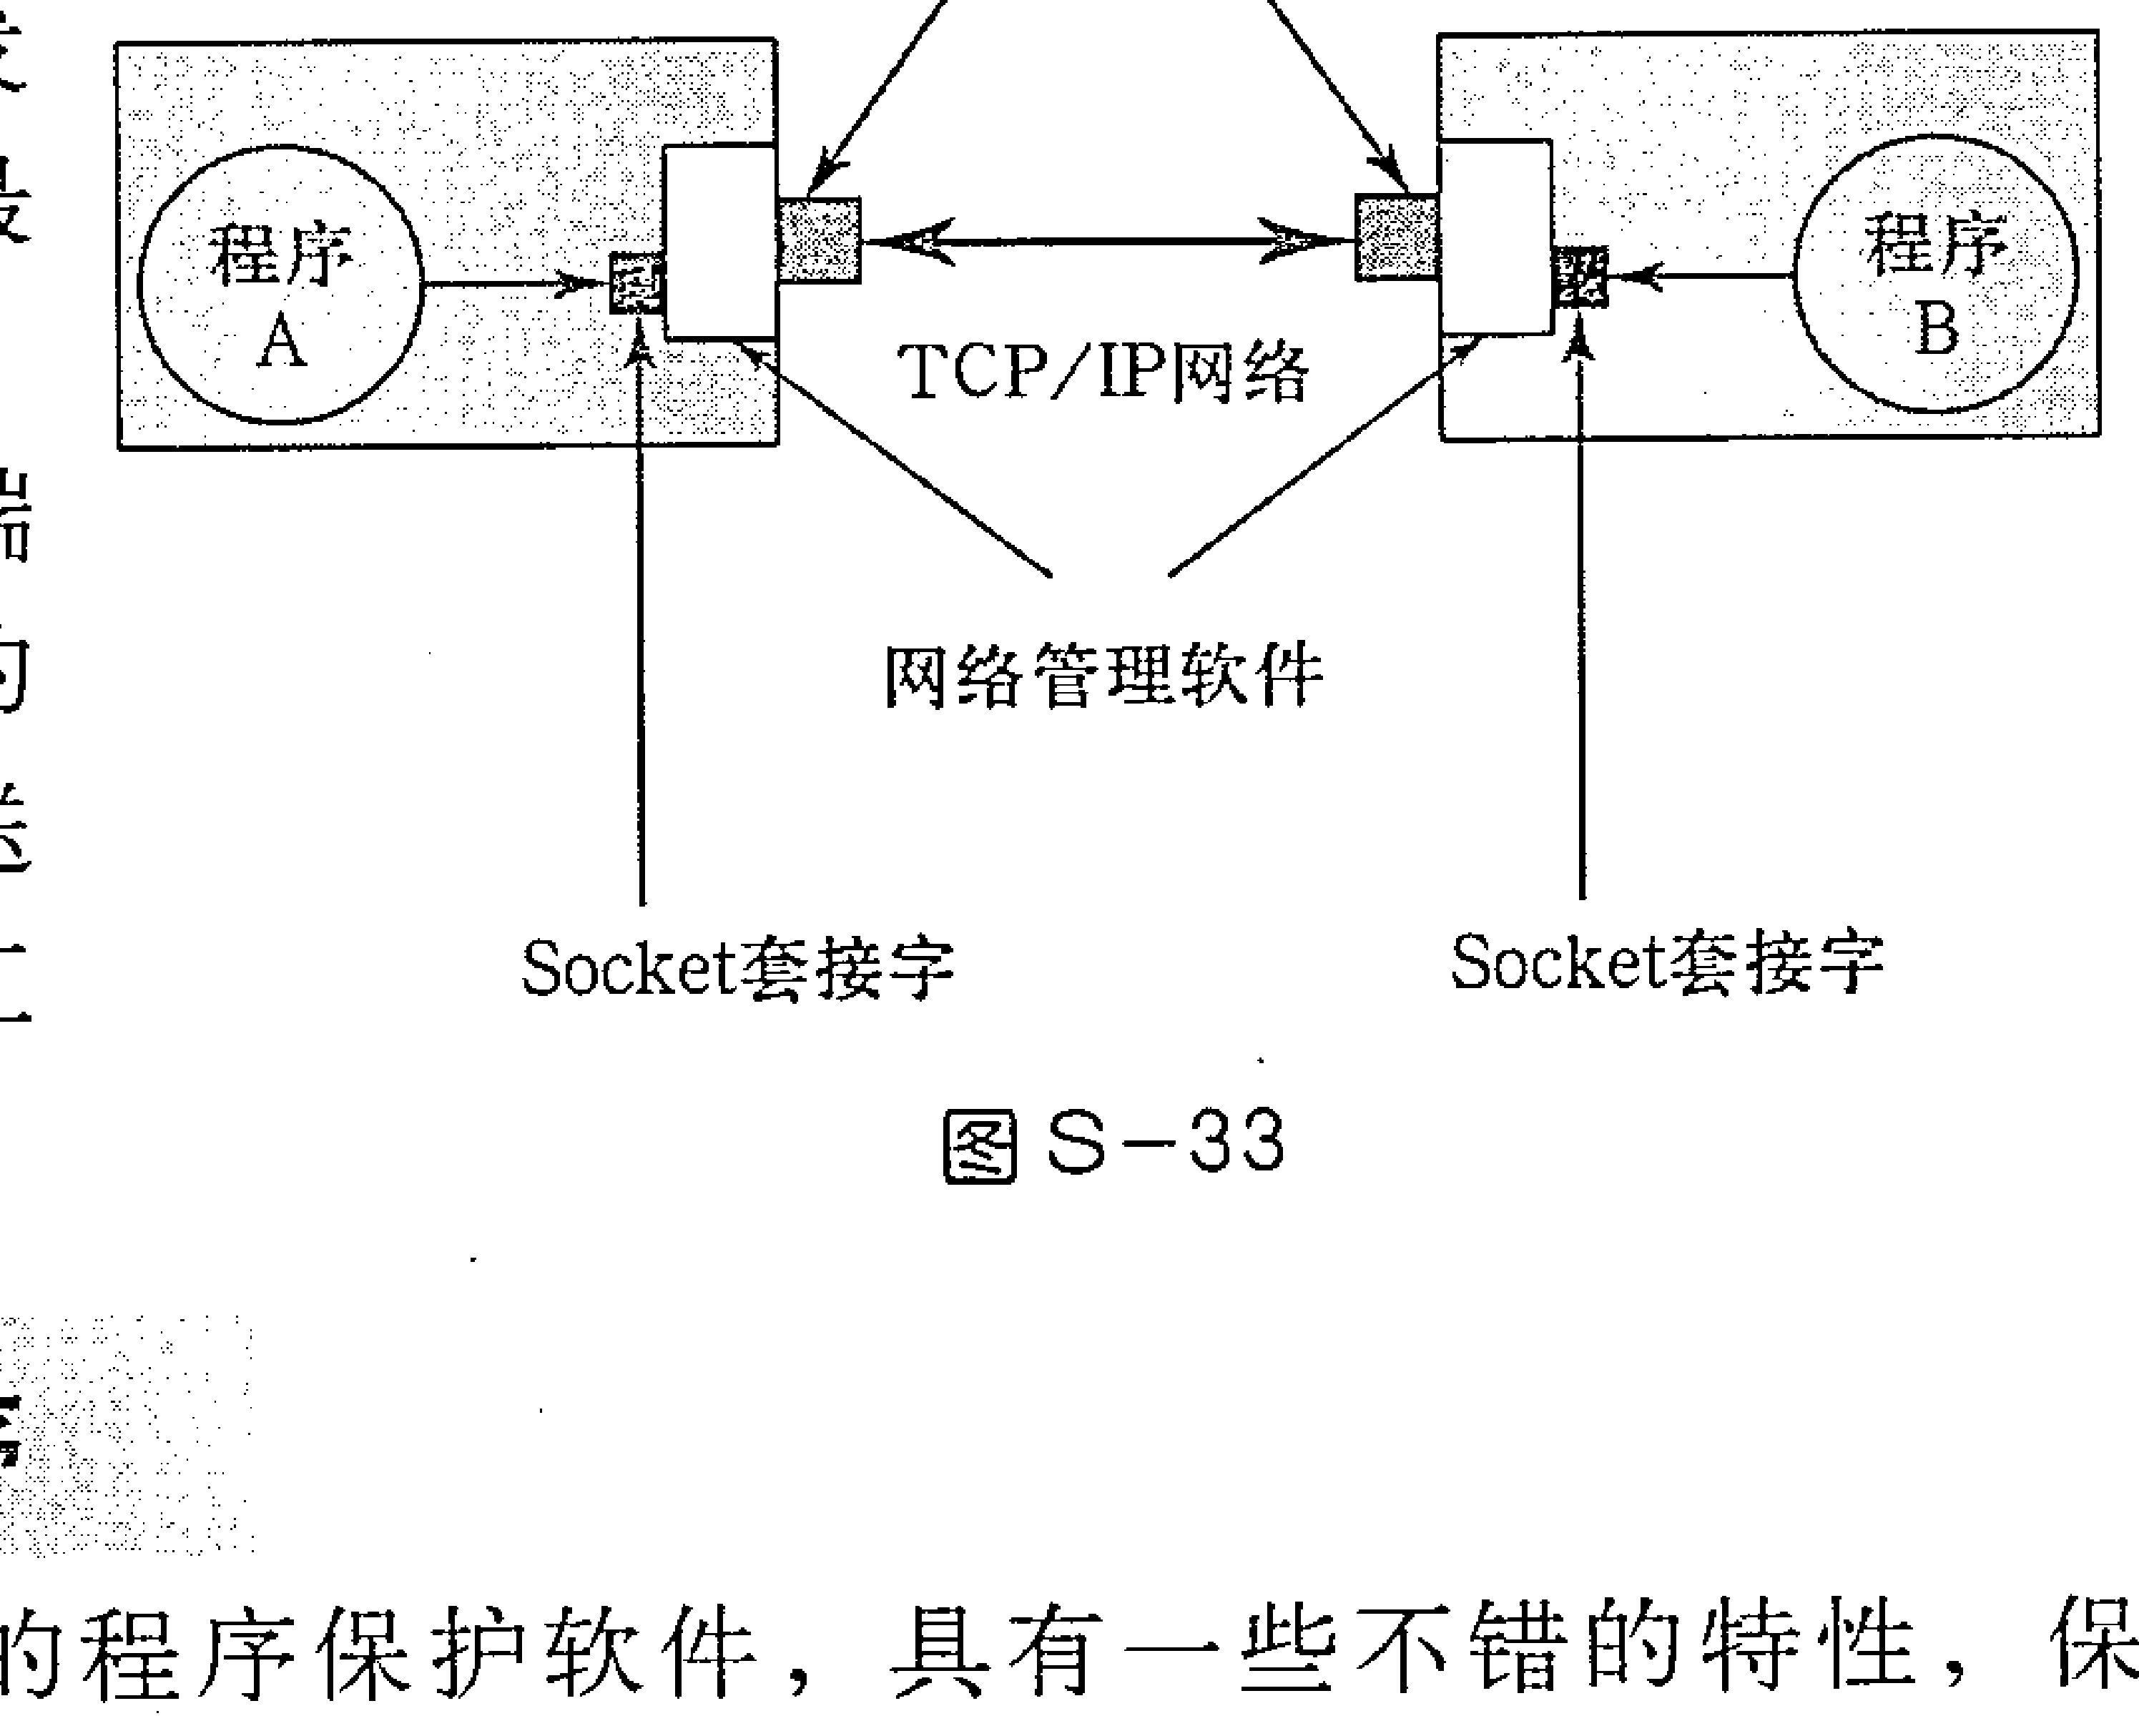 程序
A
程序
B
TCP/IP网络
网络管理软件
Socket套接字
Socket套接字
图 S-33
的程序保护软件，具有一些不错的特性，保